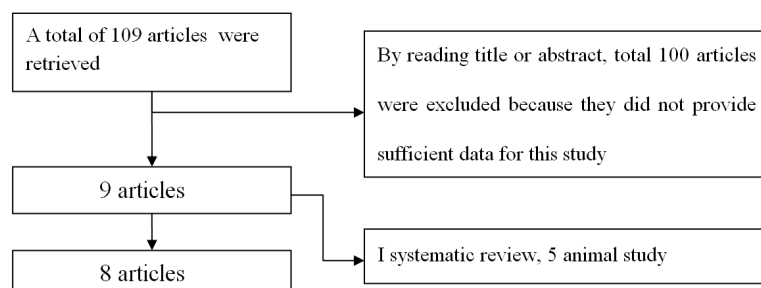 A total of 109 articles were
retrieved
By reading title or abstract, total 100 articles
were excluded because they did not provide
sufficient data for this study
9 articles
I systematic review, 5 animal study
8 articles